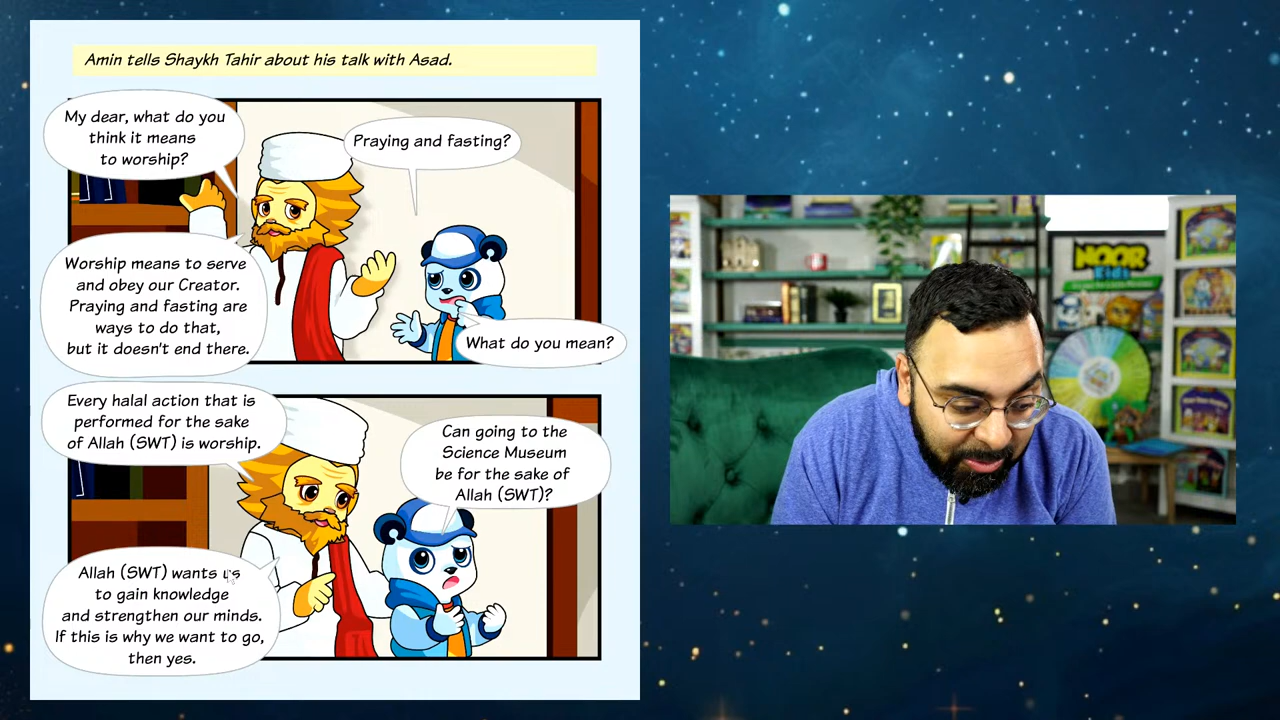 Amin tells Shaykh Tahir about his talk with Asad.
My dear, what do you
think it means
to worship?
Praying and fasting?
Worship means to serve
and obey our Creator.
Praying and fasting are
ways to do that,
but it doesn't end there.
What do you mean?
Every halal action that is
performed for the sake
of Allah (SWT) is worship.
Can going to the
Science Museum
be for the sake of
Allah (SWT)?
Allah (SWT) wants us
to gain knowledge
and strengthen our minds.
If this is why we want to go,
then yes.
NOOR
Kids